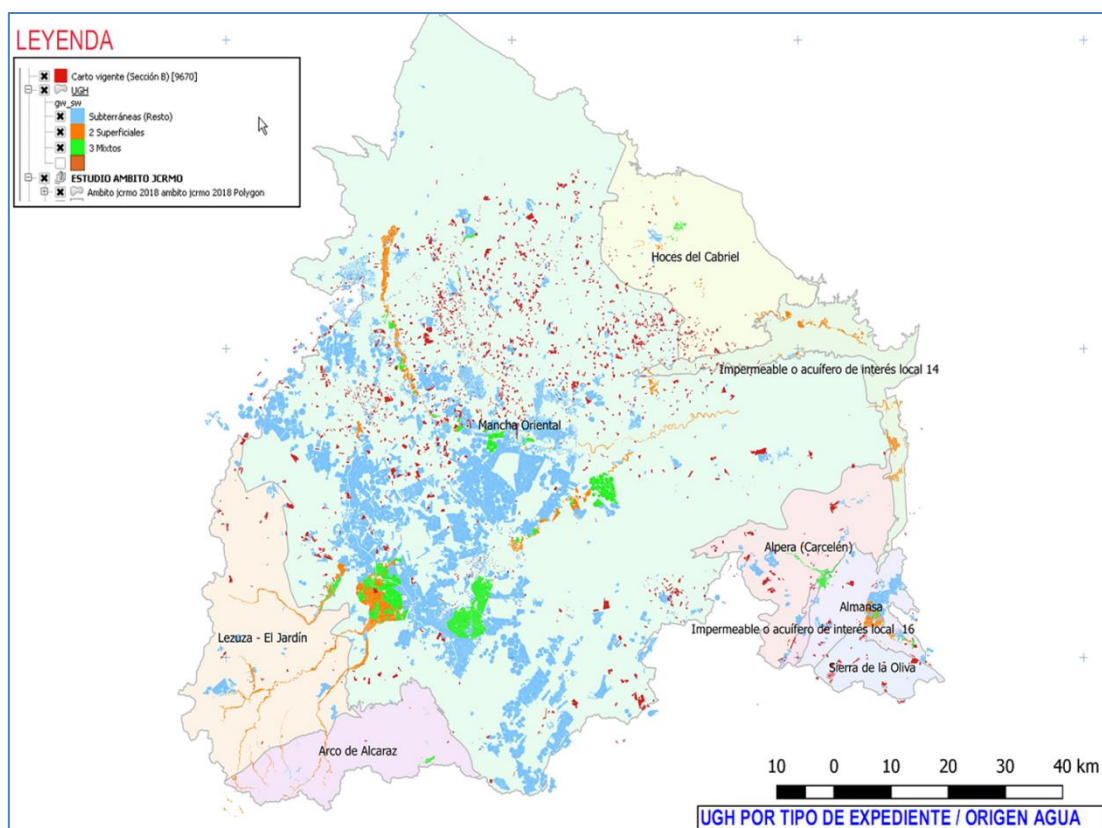 LEYENDA
Carto vigente (Sección B) [9670]
UGH
gw_sw
Subterráneas (Resto)
2 Superficiales
3 Mixtos
ESTUDIO AMBITO JCRMO
Ambito jcrmo 2018 ambito jcrmo 2018 Polygon
Hoces del Cabriel
Impermeable o acuífero de interés local 14
Mancha Oriental
Alpera (Carcelén)
Almansa
Impermeable o acuífero de interés local 16
Lezuza - El Jardín
Sierra de la Oliva
Arco de Alcaraz
10 0 10 20 30 40 km
UGH POR TIPO DE EXPEDIENTE / ORIGEN AGUA